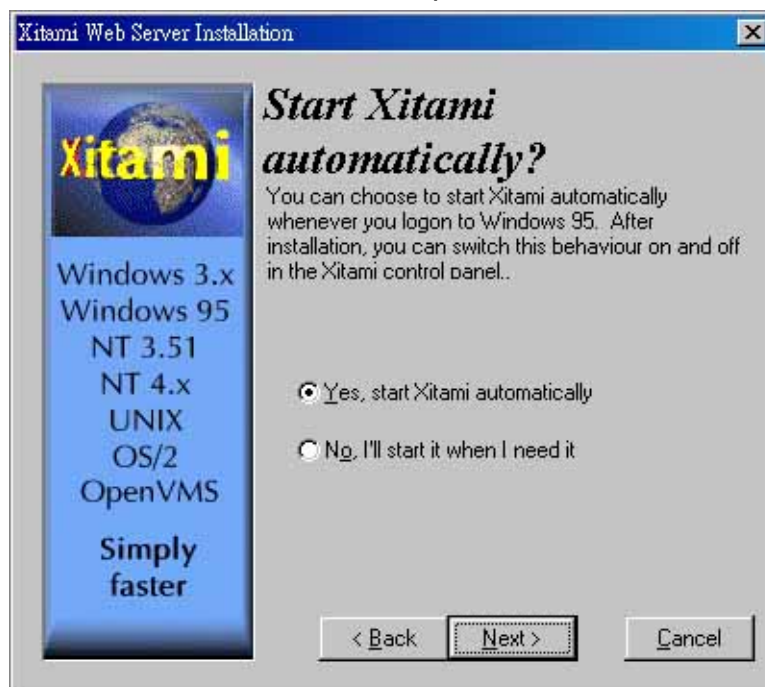 Xitami Web Server Installation
Xitami
Windows 3.x
Windows 95
NT 3.51
NT 4.x
UNIX
OS/2
OpenVMS
Simply
faster
Start Xitami
automatically?
You can choose to start Xitami automatically
whenever you logon to Windows 95.  After
installation, you can switch this behaviour on and off
in the Xitami control panel..
Yes, start Xitami automatically
No, I'll start it when I need it
< Back
Next >
Cancel